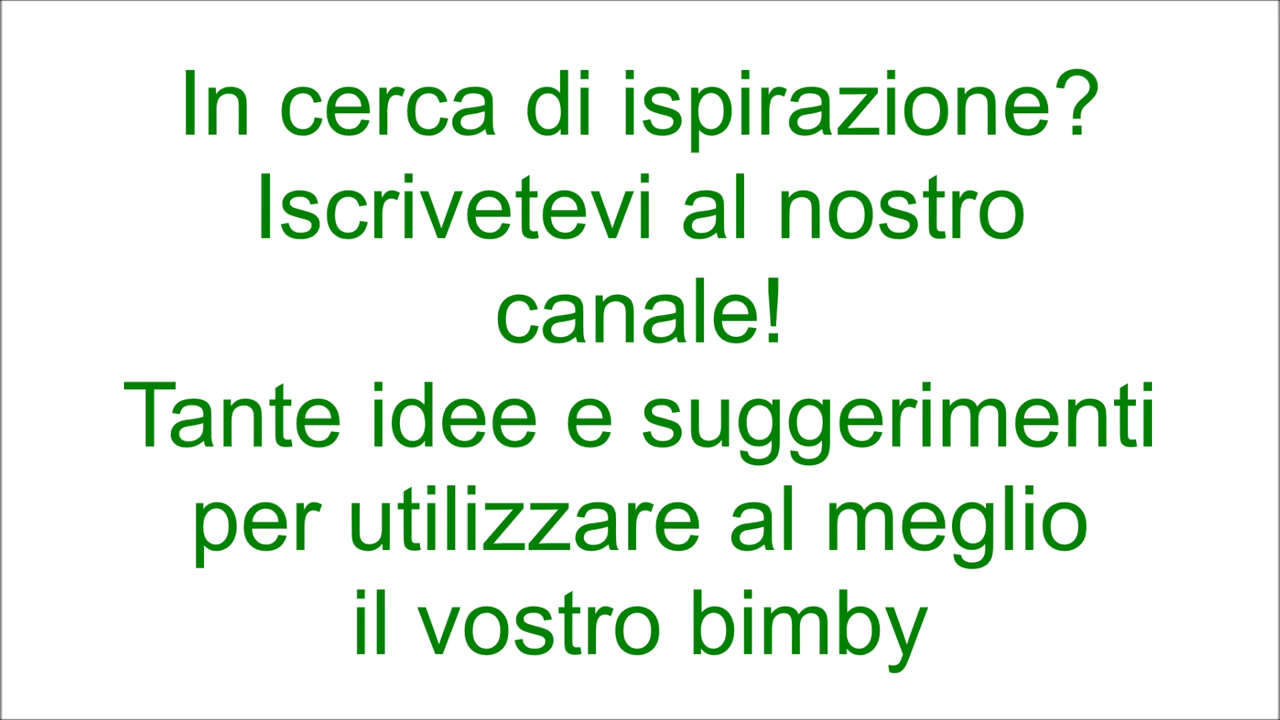 In cerca di ispirazione?
Iscrivetevi al nostro
canale!
Tante idee e suggerimenti
per utilizzare al meglio
il vostro bimby